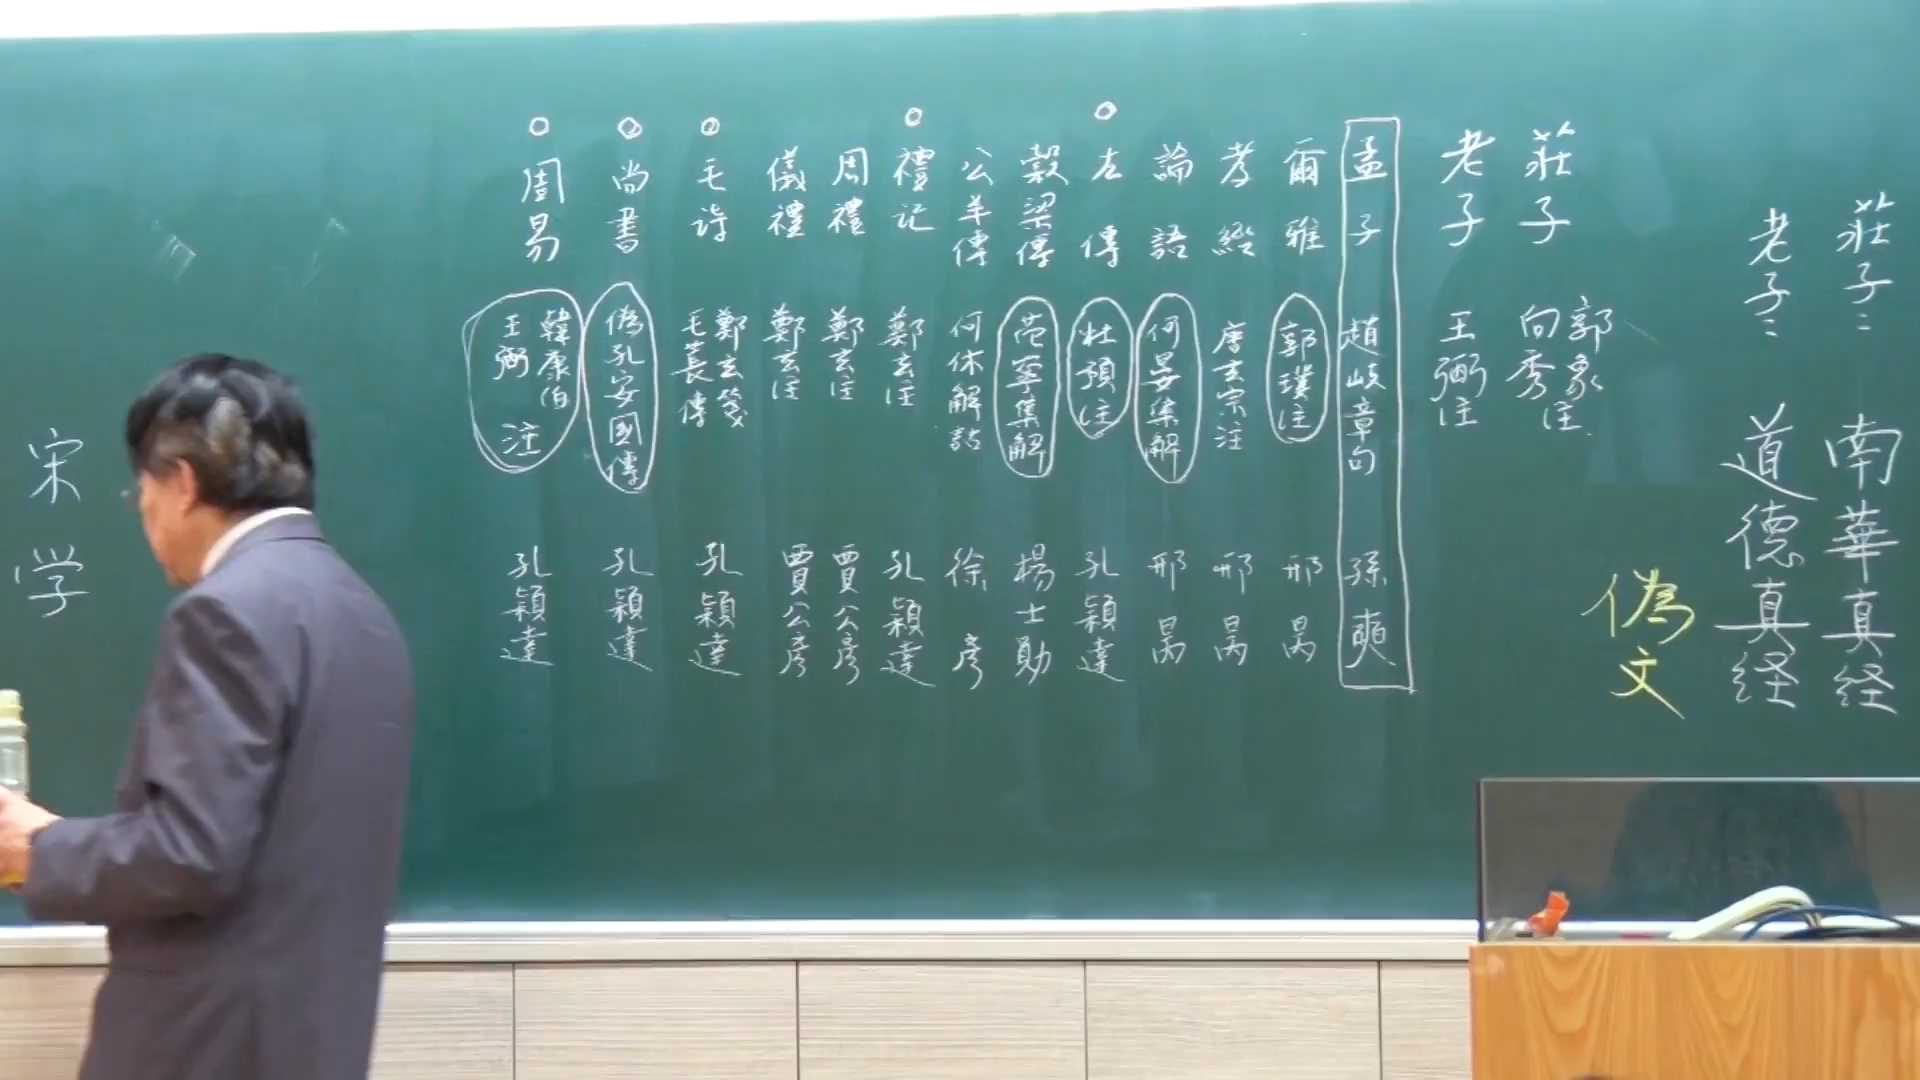 宋学
周易 韓康伯 王弼 注 孔穎達
尚書 偽孔安國傳 孔穎達
毛詩 鄭玄箋 毛萇傳 孔穎達
儀禮 鄭玄注 賈公彥
周禮 鄭玄注 賈公彥
禮记 鄭玄注 孔穎達
公羊傳 何休解詁 徐彥
穀梁傳 范寧集解 楊士勛
左傳 杜預注 孔穎達
論語 何晏集解 邢昺
孝經 唐玄宗注 邢昺
爾雅 郭璞注 邢昺
孟子 趙岐章句 孫奭
老子 王弼注
莊子 郭象 向秀 注
偽文
老子ニ 道德真経
莊子ニ 南華真経